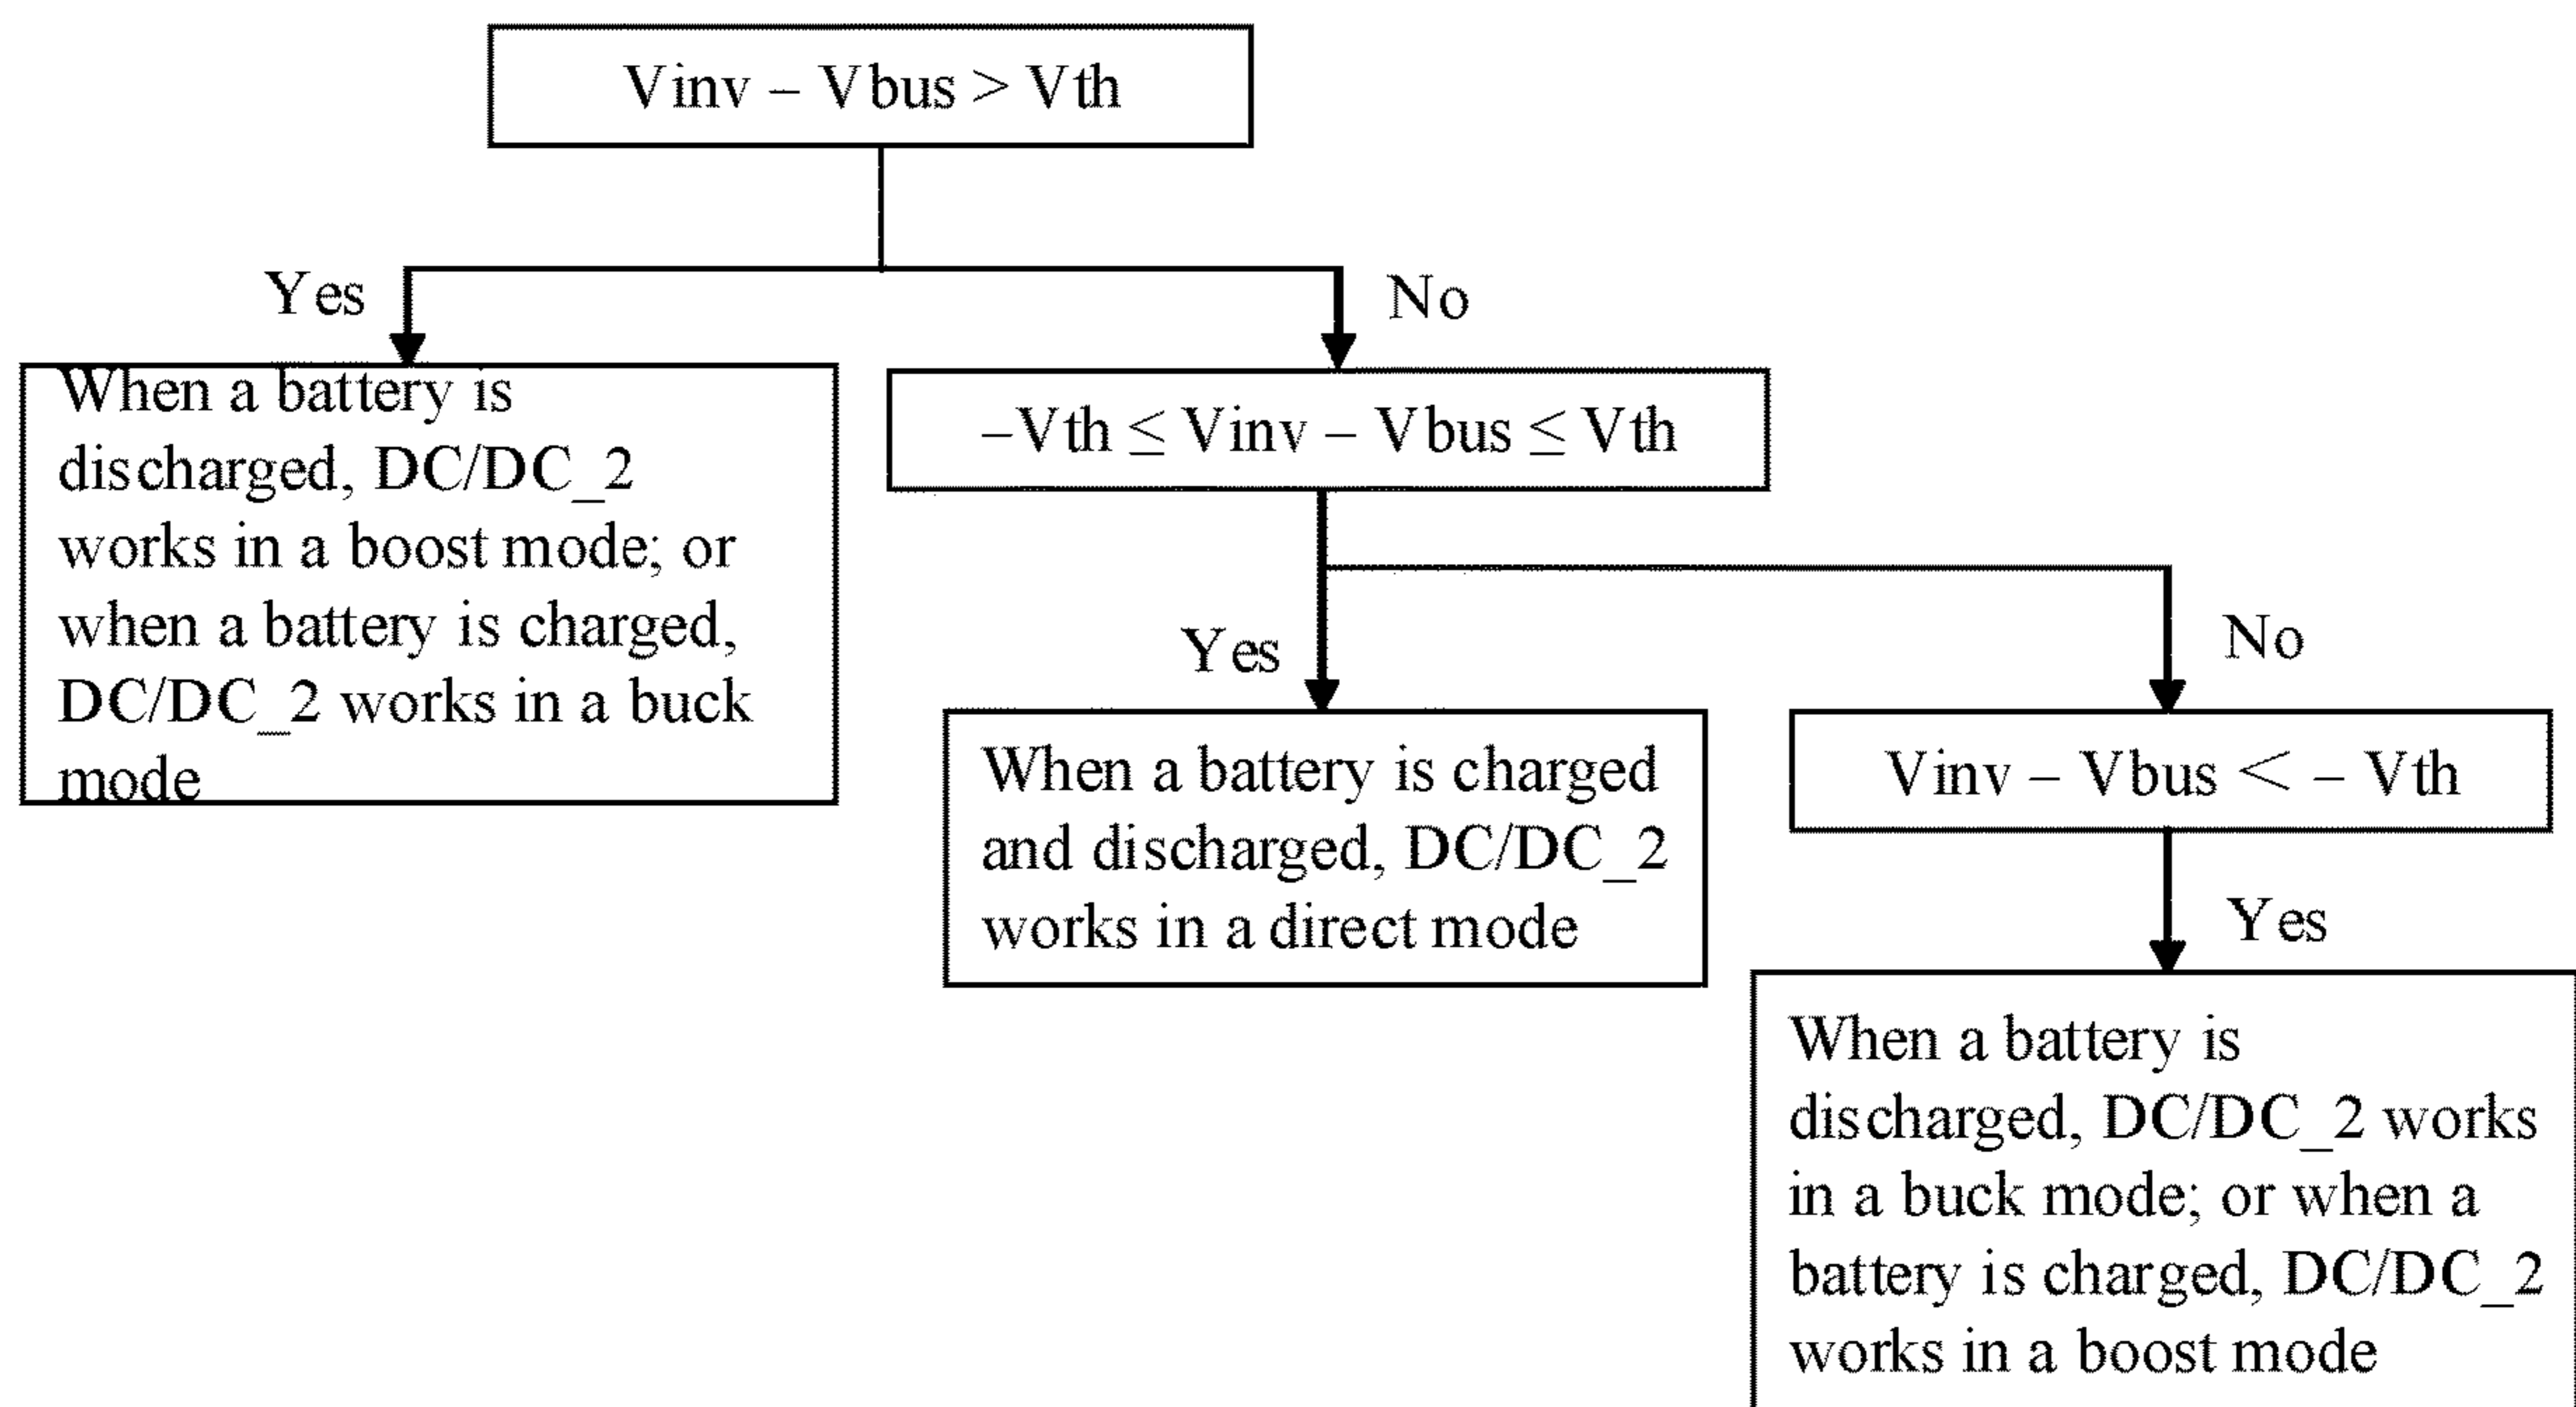 Vinv – Vbus > Vth
Yes
No
When a battery is
discharged, DC/DC_2
works in a boost mode; or
when a battery is charged,
DC/DC_2 works in a buck
mode
–Vth ≤ Vinv – Vbus ≤ Vth
Yes
No
When a battery is charged
and discharged, DC/DC_2
works in a direct mode
Vinv – Vbus < – Vth
Yes
When a battery is
discharged, DC/DC_2 works
in a buck mode; or when a
battery is charged, DC/DC_2
works in a boost mode